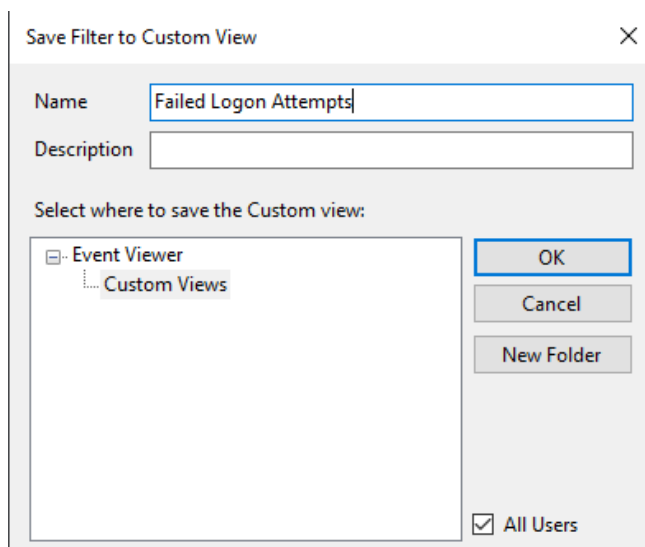 Save Filter to Custom View
Name Failed Logon Attempts
Description
Select where to save the Custom view:
Event Viewer
Custom Views
OK
Cancel
New Folder
All Users